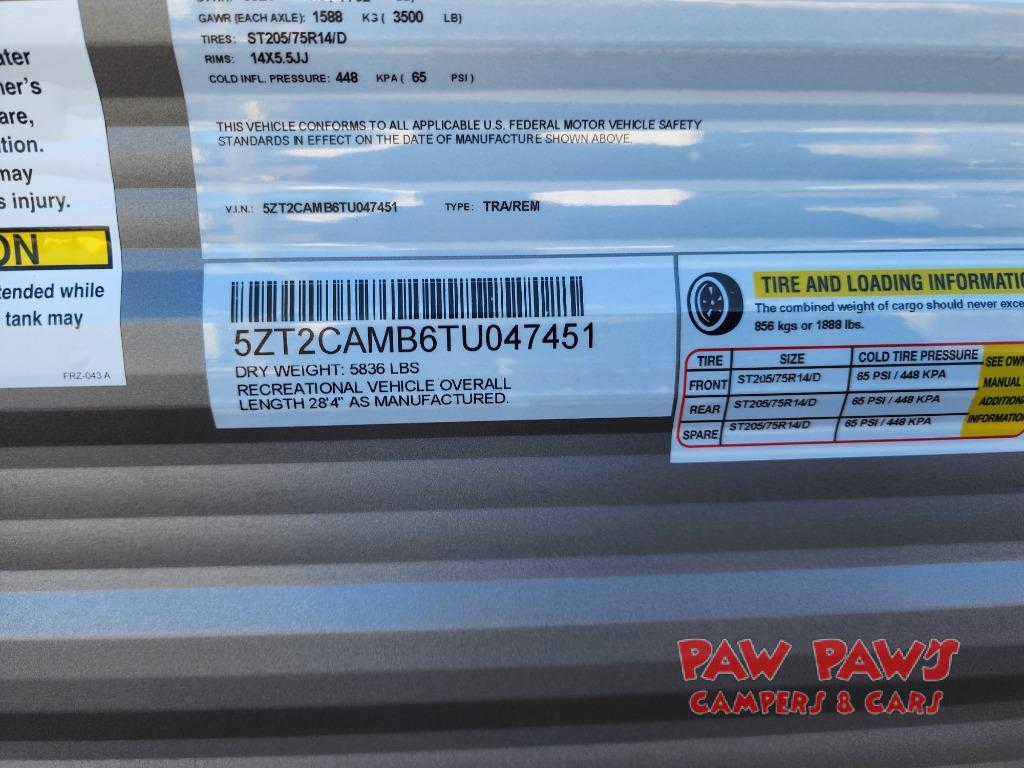 GAWR (EACH AXLE): 1588 KG ( 3500 LB)
TIRES: ST205/75R14/D
RIMS: 14X5.5JJ
COLD INFL. PRESSURE: 448 KPA ( 65 PSI )
THIS VEHICLE CONFORMS TO ALL APPLICABLE U.S. FEDERAL MOTOR VEHICLE SAFETY
STANDARDS IN EFFECT ON THE DATE OF MANUFACTURE SHOWN ABOVE.
V.I.N.: 5ZT2CAMB6TU047451 TYPE: TRA/REM
ater
ner's
are,
tion.
may
s injury.
ON
tended while
tank may
FRZ-043 A
5ZT2CAMB6TU047451
DRY WEIGHT: 5836 LBS
RECREATIONAL VEHICLE OVERALL
LENGTH 28'4" AS MANUFACTURED.
TIRE AND LOADING INFORMATIO
The combined weight of cargo should never exce
856 kgs or 1888 lbs.
TIRE SIZE COLD TIRE PRESSURE
FRONT ST205/75R14/D 65 PSI / 448 KPA
REAR ST205/75R14/D 65 PSI / 448 KPA
SPARE ST205/75R14/D 65 PSI / 448 KPA
SEE OWN
MANUAL
ADDITIONA
INFORMATION
PAW PAW'S
CAMPERS & CARS